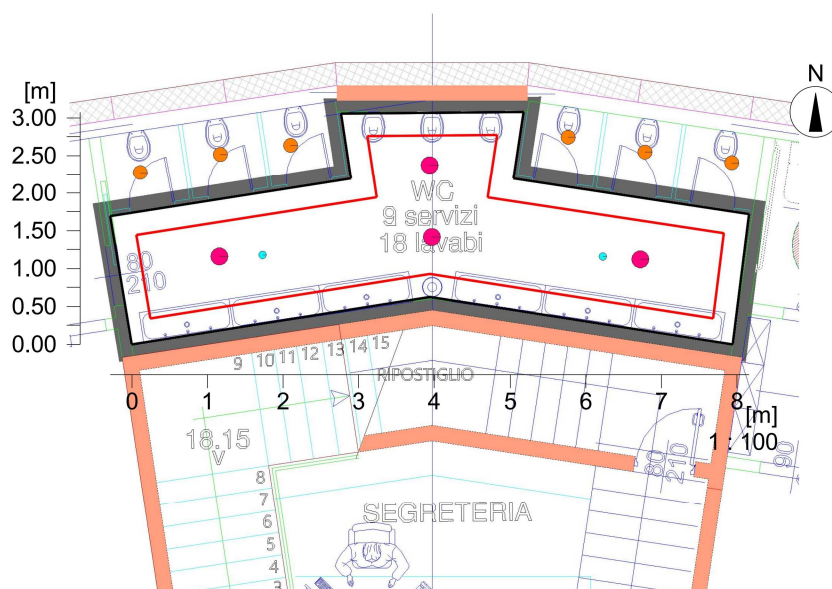 N
[m]
3.00
2.50
2.00
1.50
1.00
0.50
0.00
WC
9 servizi
18 lavabi
80
210
9 10 11 12 13 14 15
RIPOSTIGLIO
0 1 2 3 4 5 6 7 8
[m]
1 : 100
18.15
V
80
210
90
8
7
6
5
4
3
SEGRETERIA